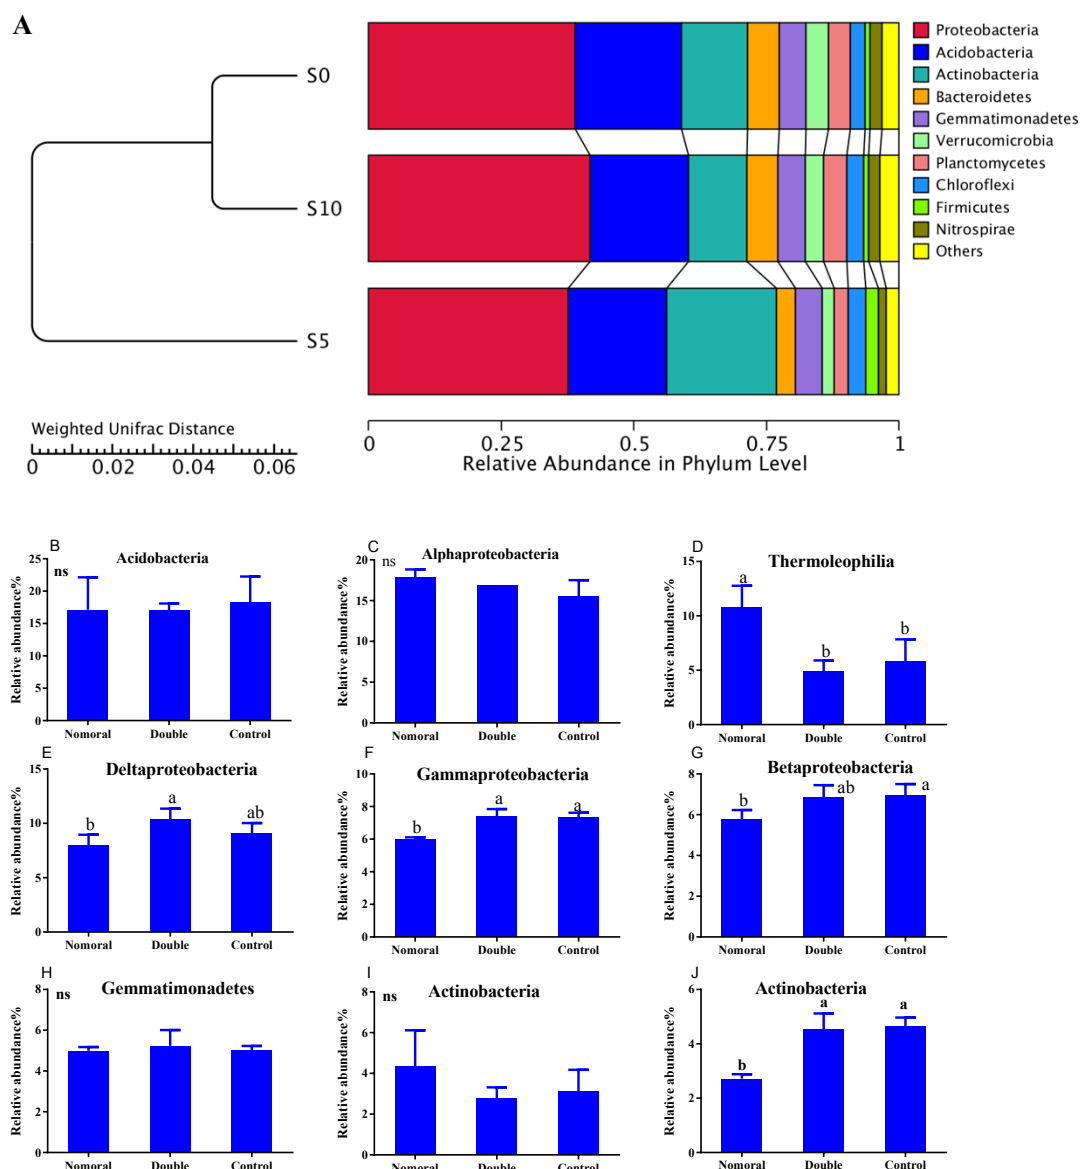 A
S0
S10
S5
Proteobacteria
Acidobacteria
Actinobacteria
Bacteroidetes
Gemmatimonadetes
Verrucomicrobia
Planctomycetes
Chloroflexi
Firmicutes
Nitrospirae
Others
Weighted Unifrac Distance
0 0.02 0.04 0.06
0 0.25 0.5 0.75 1
Relative Abundance in Phylum Level
B
Acidobacteria
ns
Relative abundance%
25
20
15
10
5
0
Nomoral Double Control
C
Alphaproteobacteria
ns
Relative abundance%
20
15
10
5
0
Nomoral Double Control
D
Thermoleophilia
Relative abundance%
15
10
5
0
a
b
b
Nomoral Double Control
E
Deltaproteobacteria
Relative abundance%
15
10
5
0
b
a
ab
Nomoral Double Control
F
Gammaproteobacteria
Relative abundance%
10
8
6
4
2
0
b
a
a
Nomoral Double Control
G
Betaproteobacteria
Relative abundance%
8
6
4
2
0
b
ab
a
Nomoral Double Control
H
Gemmatimonadetes
ns
Relative abundance%
8
6
4
2
0
Nomoral Double Control
I
Actinobacteria
ns
Relative abundance%
8
6
4
2
0
Nomoral Double Control
J
Actinobacteria
Relative abundance%
6
4
2
0
b
a
a
Nomoral Double Control